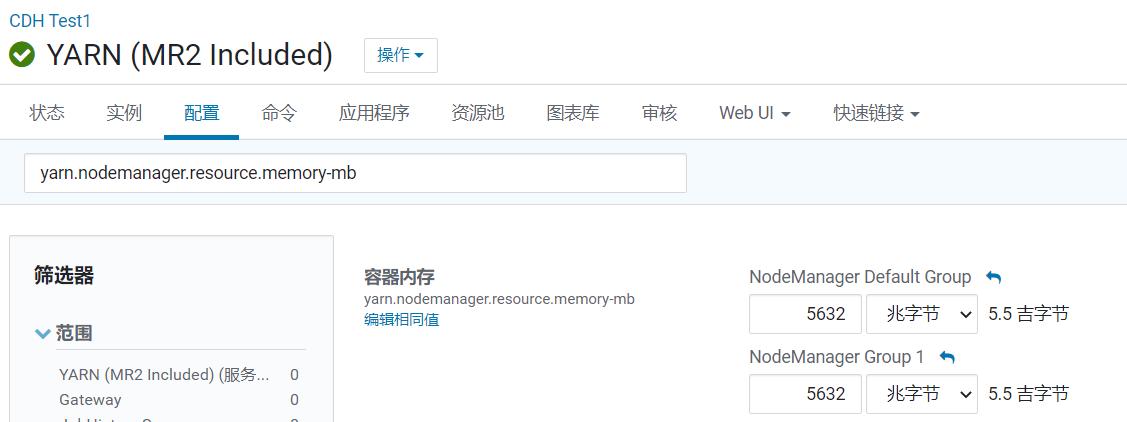 CDH Test1
YARN (MR2 Included)
操作
状态 实例 配置 命令 应用程序 资源池 图表库 审核 Web UI 快速链接
yarn.nodemanager.resource.memory-mb
筛选器
范围
YARN (MR2 Included) (服务... 0
Gateway 0
容器内存
yarn.nodemanager.resource.memory-mb
编辑相同值
NodeManager Default Group
5632 兆字节 5.5 吉字节
NodeManager Group 1
5632 兆字节 5.5 吉字节